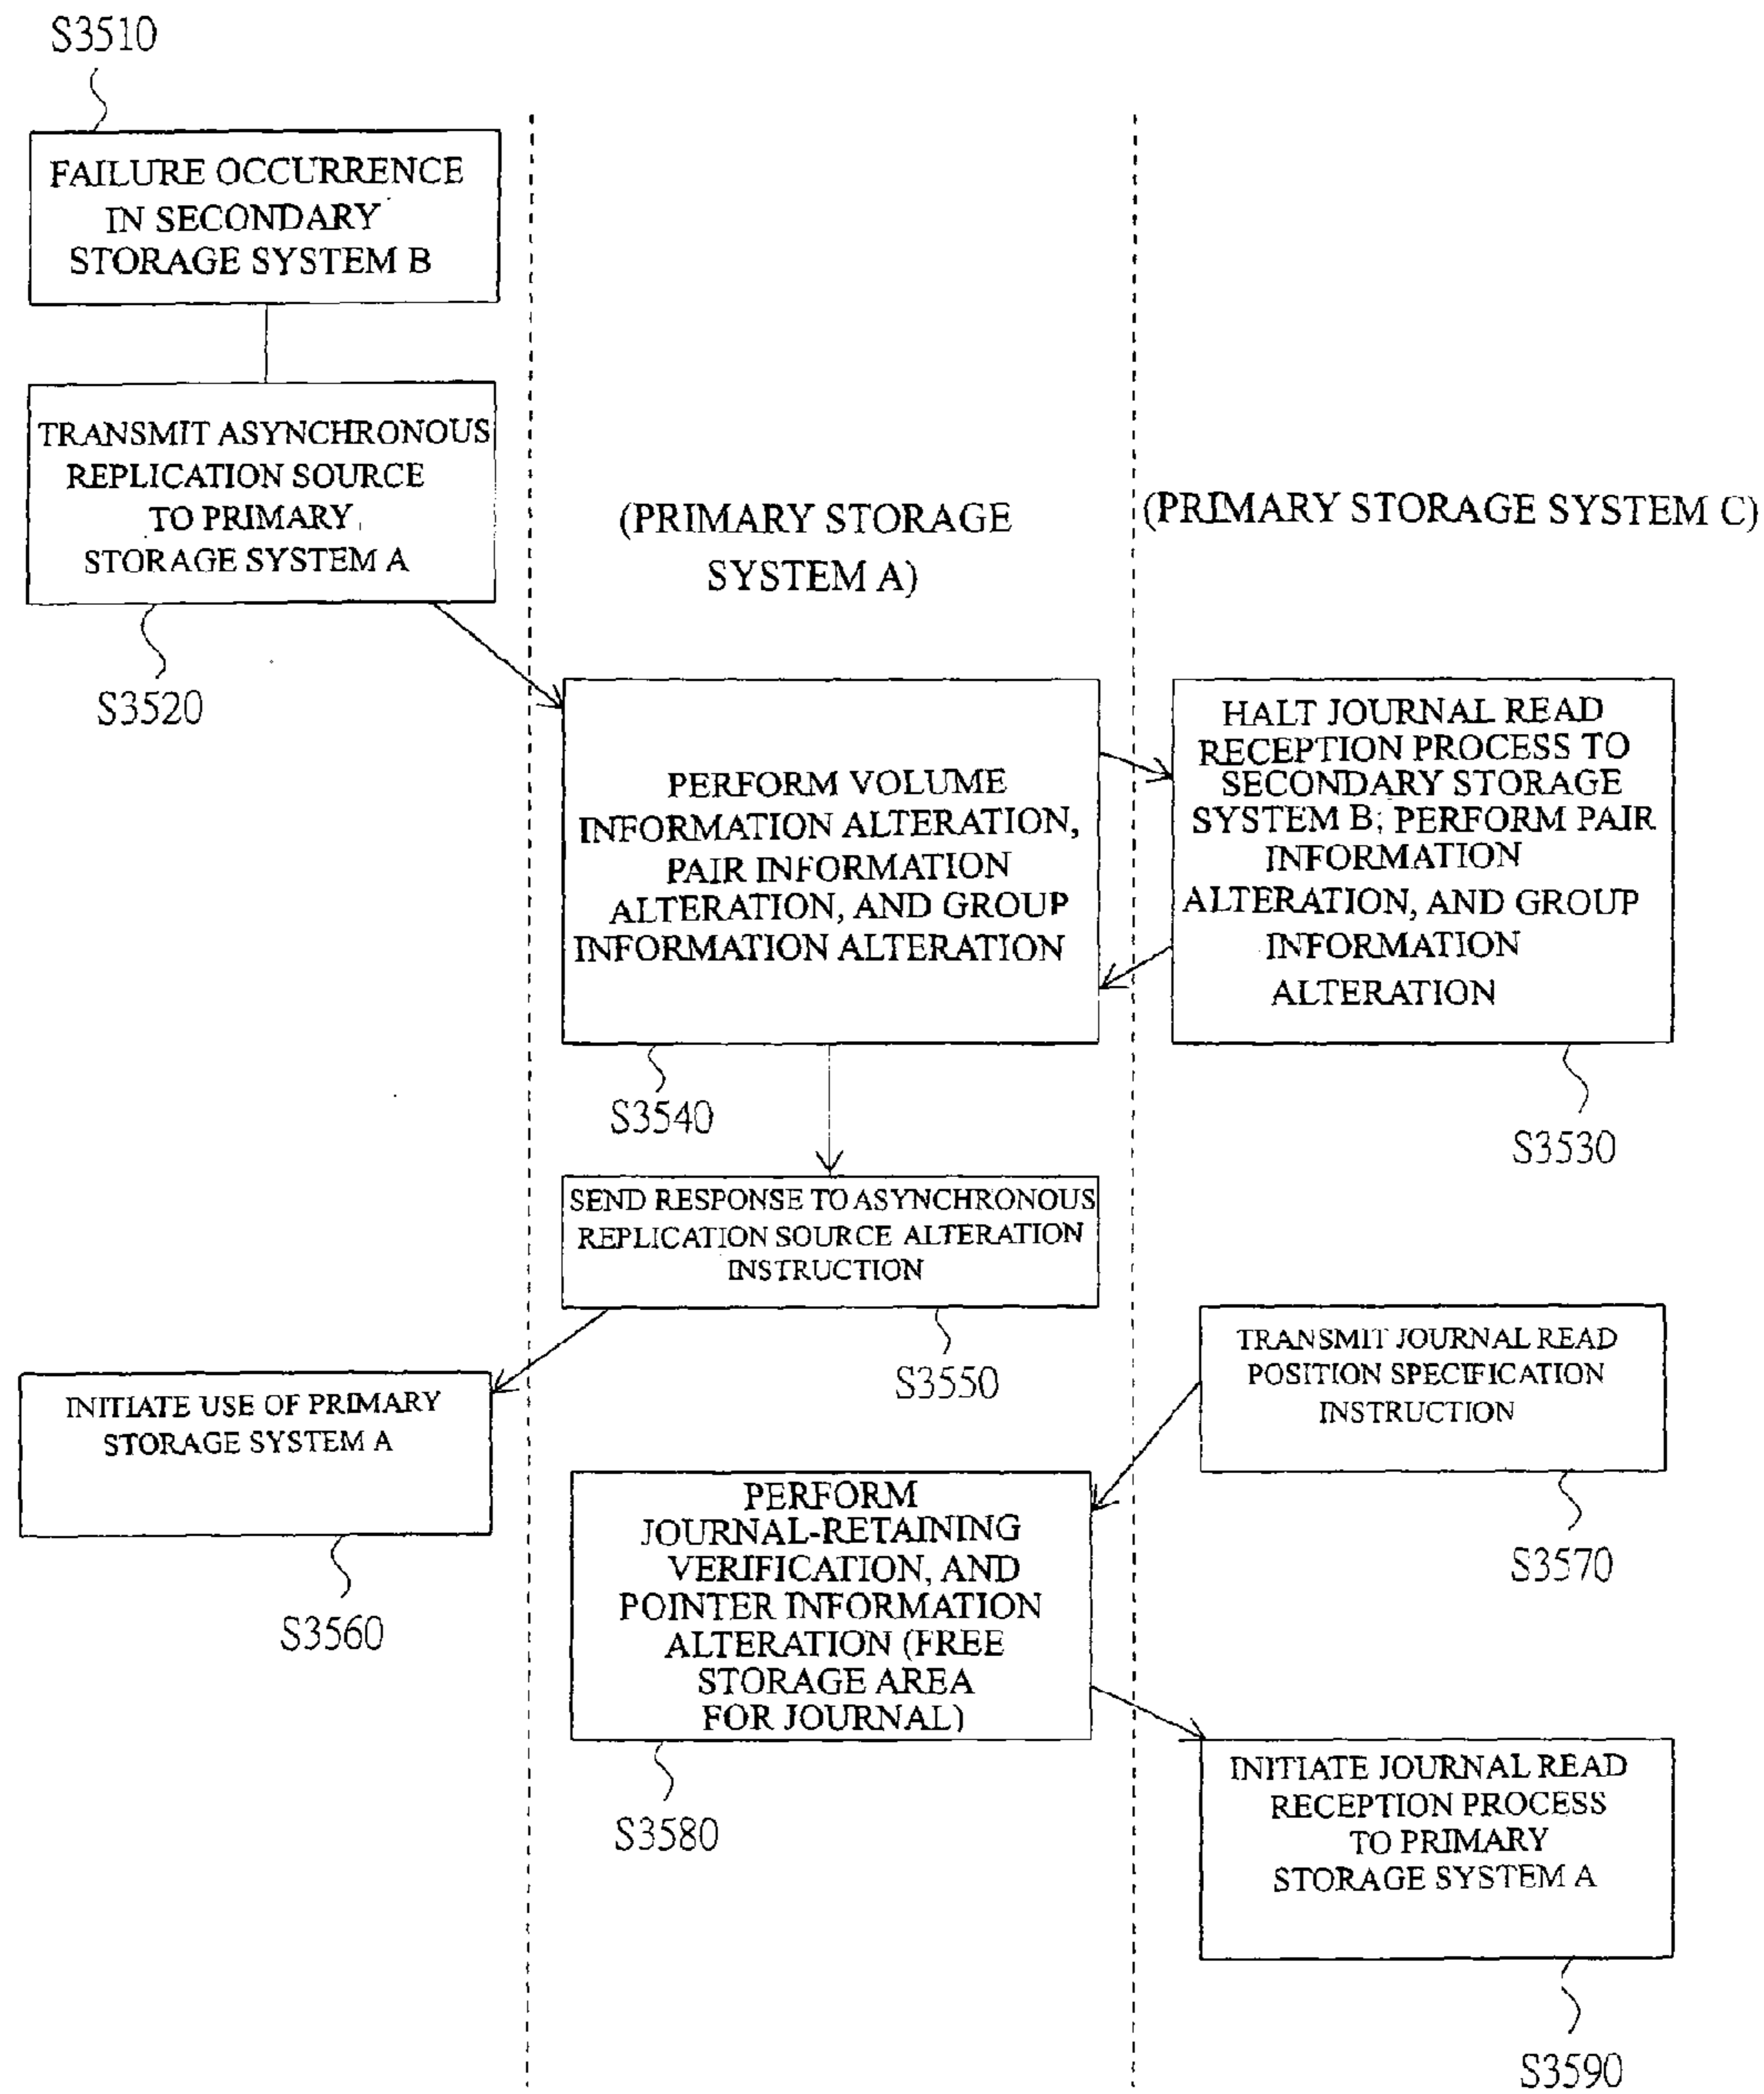 S3510
FAILURE OCCURRENCE
IN SECONDARY
STORAGE SYSTEM B
TRANSMIT ASYNCHRONOUS
REPLICATION SOURCE
TO PRIMARY
STORAGE SYSTEM A
S3520
(PRIMARY STORAGE
SYSTEM A)
(PRIMARY STORAGE SYSTEM C)
PERFORM VOLUME
INFORMATION ALTERATION,
PAIR INFORMATION
ALTERATION, AND GROUP
INFORMATION ALTERATION
S3540
HALT JOURNAL READ
RECEPTION PROCESS TO
SECONDARY STORAGE
SYSTEM B; PERFORM PAIR
INFORMATION
ALTERATION, AND GROUP
INFORMATION
ALTERATION
S3530
SEND RESPONSE TO ASYNCHRONOUS
REPLICATION SOURCE ALTERATION
INSTRUCTION
S3550
INITIATE USE OF PRIMARY
STORAGE SYSTEM A
S3560
TRANSMIT JOURNAL READ
POSITION SPECIFICATION
INSTRUCTION
S3570
PERFORM
JOURNAL-RETAINING
VERIFICATION, AND
POINTER INFORMATION
ALTERATION (FREE
STORAGE AREA
FOR JOURNAL)
S3580
INITIATE JOURNAL READ
RECEPTION PROCESS
TO PRIMARY
STORAGE SYSTEM A
S3590